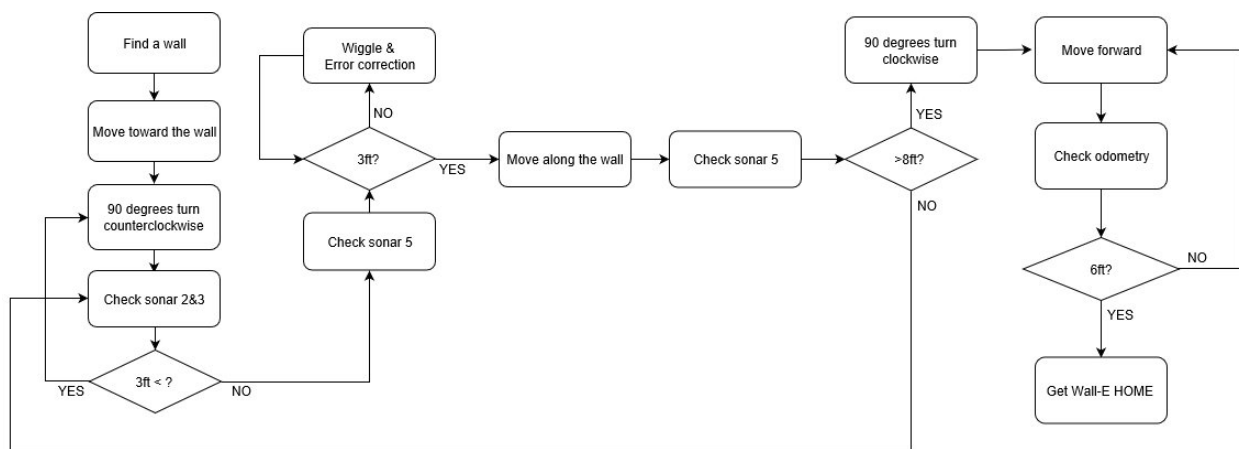 Find a wall
Move toward the wall
90 degrees turn
counterclockwise
Check sonar 2&3
3ft < ?
YES
NO
Check sonar 5
3ft?
NO
Wiggle &
Error correction
YES
Move along the wall
Check sonar 5
>8ft?
YES
NO
90 degrees turn
clockwise
Move forward
Check odometry
6ft?
NO
YES
Get Wall-E HOME